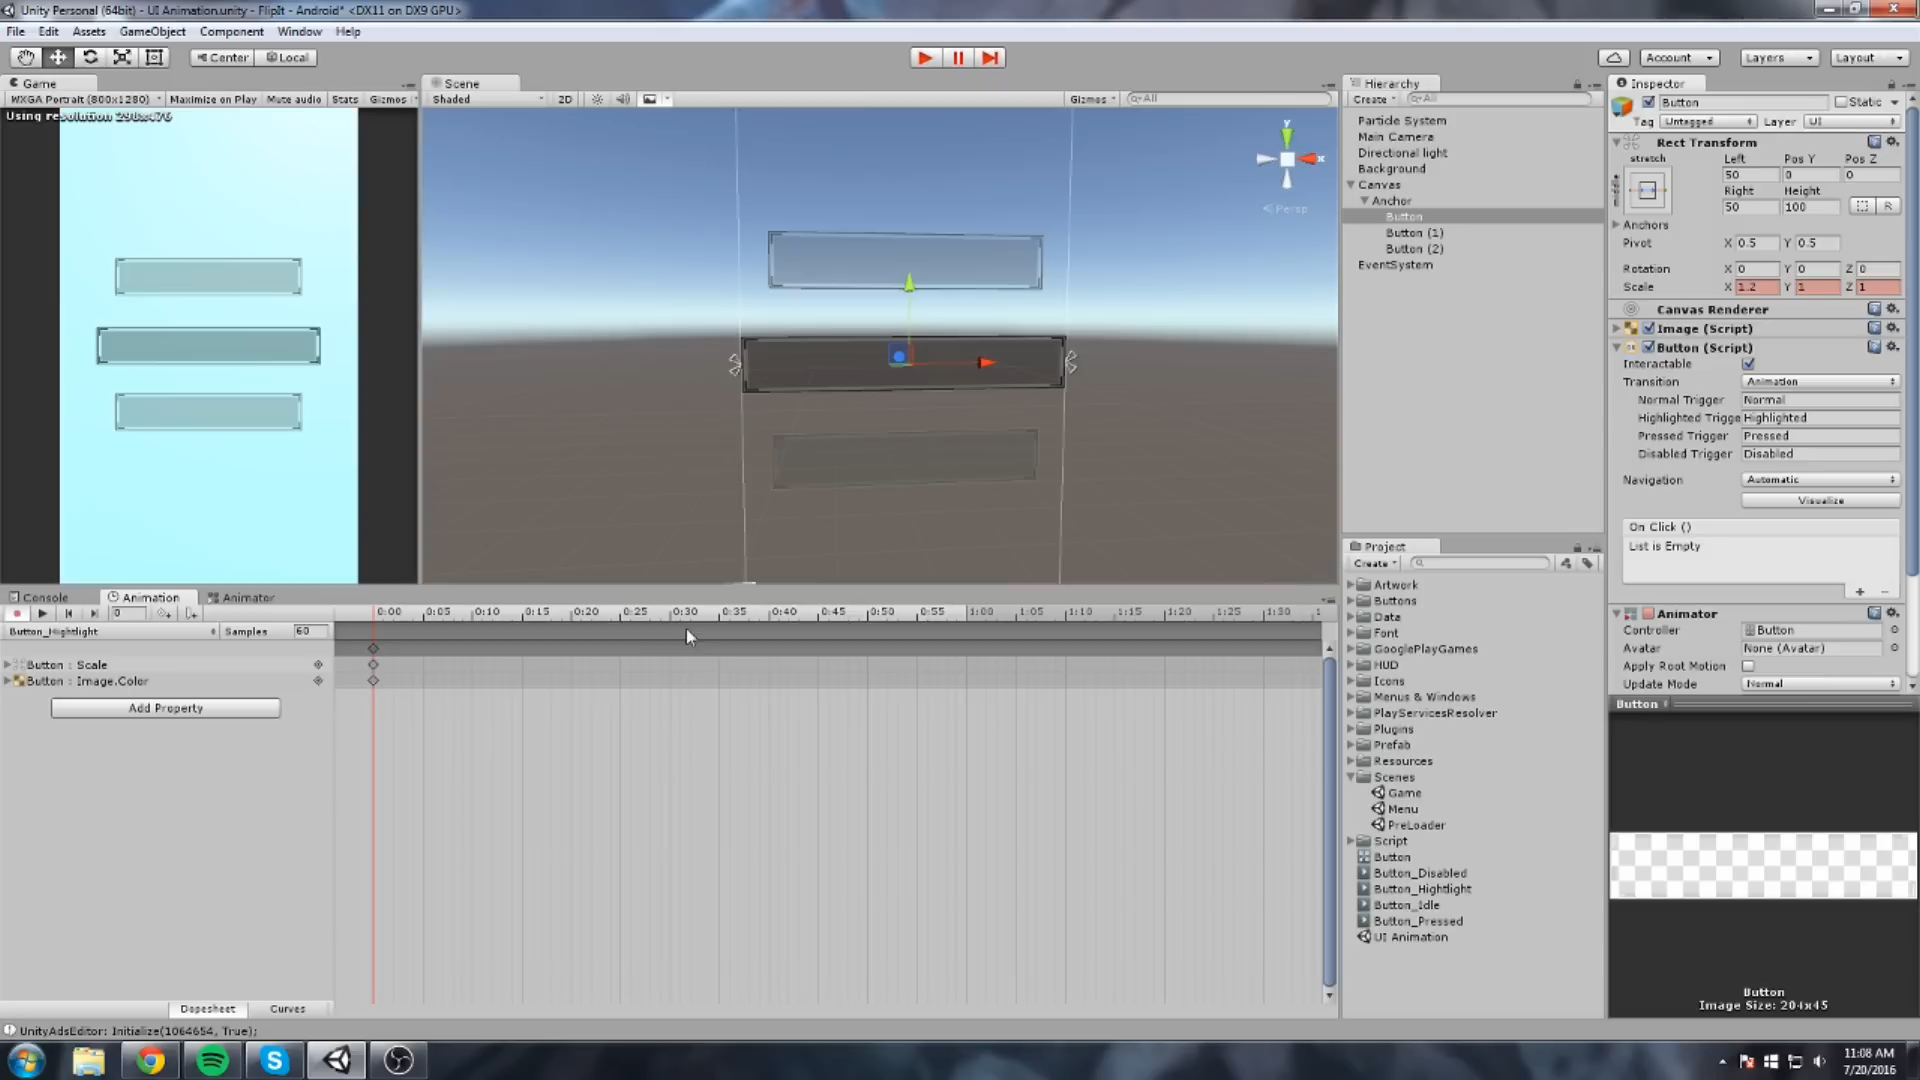 Unity Personal (64bit) - UI Animation.unity - FlipIt - Android* <DX11 on DX9 GPU>
File Edit Assets GameObject Component Window Help
Center Local
Account Layers Layout
Game
WXGA Portrait (800x1280) Maximize on Play Mute audio Stats Gizmos
Using resolution 298x476
Scene
Shaded 2D Gizmos All
y
x
Persp
Hierarchy
Create All
Particle System
Main Camera
Directional light
Background
Canvas
Anchor
Button
Button (1)
Button (2)
EventSystem
Inspector
Button Static
Tag Untagged Layer UI
Rect Transform
stretch Left Pos Y Pos Z
middle 50 0 0
Right Height
50 100 R
Anchors
Pivot X 0.5 Y 0.5
Rotation X 0 Y 0 Z 0
Scale X 1.2 Y 1 Z 1
Canvas Renderer
Image (Script)
Button (Script)
Interactable
Transition Animation
Normal Trigger Normal
Highlighted Trigge Highlighted
Pressed Trigger Pressed
Disabled Trigger Disabled
Navigation Automatic
Visualize
On Click ()
List is Empty
Animator
Controller Button
Avatar None (Avatar)
Apply Root Motion
Update Mode Normal
Button
Button
Image Size: 204x45
Project
Create
Artwork
Buttons
Data
Font
GooglePlayGames
HUD
Icons
Menus & Windows
PlayServicesResolver
Plugins
Prefab
Resources
Scenes
Game
Menu
PreLoader
Script
Button
Button_Disabled
Button_Hightlight
Button_Idle
Button_Pressed
UI Animation
Console Animation Animator
0 0:00 0:05 0:10 0:15 0:20 0:25 0:30 0:35 0:40 0:45 0:50 0:55 1:00 1:05 1:10 1:15 1:20 1:25 1:30 1
Button_Hightlight Samples 60
Button : Scale
Button : Image.Color
Add Property
Dopesheet Curves
UnityAdsEditor: Initialize(1064654, True);
11:08 AM
7/20/2016